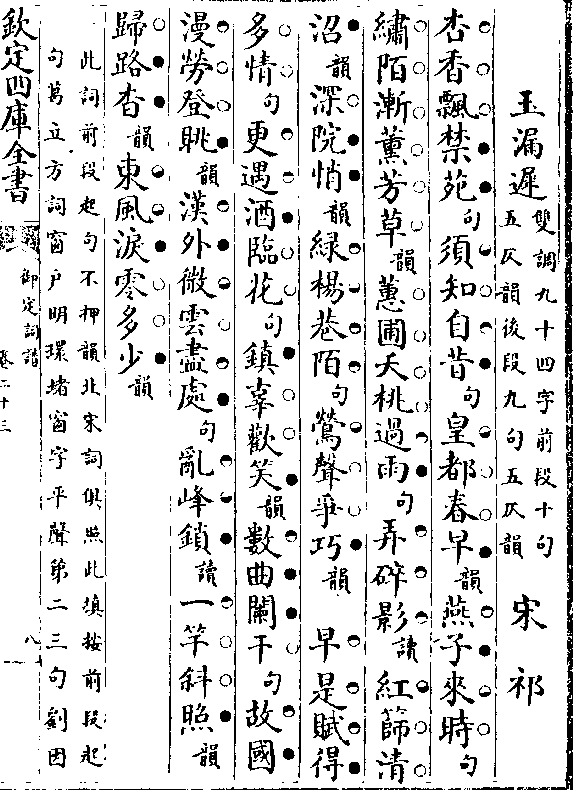 玉漏遲雙調九十四字前段十句五仄韻後段九句五仄韻 宋祁
杏香飄禁苑句須知自昔句皇都春早韻燕子來時句
繡陌漸薰芳草韻蕙圃夭桃過雨句弄碎影讀紅篩清
沼韻深院悄韻綠楊巷陌句鶯聲爭巧韻 早是賦得
多情句更遇酒臨花句鎮辜歡笑韻數曲闌干句故國
漫勞登眺韻漢外微雲盡處句亂峰鎖讀一竿斜照韻
歸路杳韻東風淚零多少韻
此詞前段起句不押韻北宋詞俱照此填按前段起
句葛立方詞窗戶明環堵窗字平聲第二三句劉因
欽定四庫全書 御定詞譜 卷二十三 八